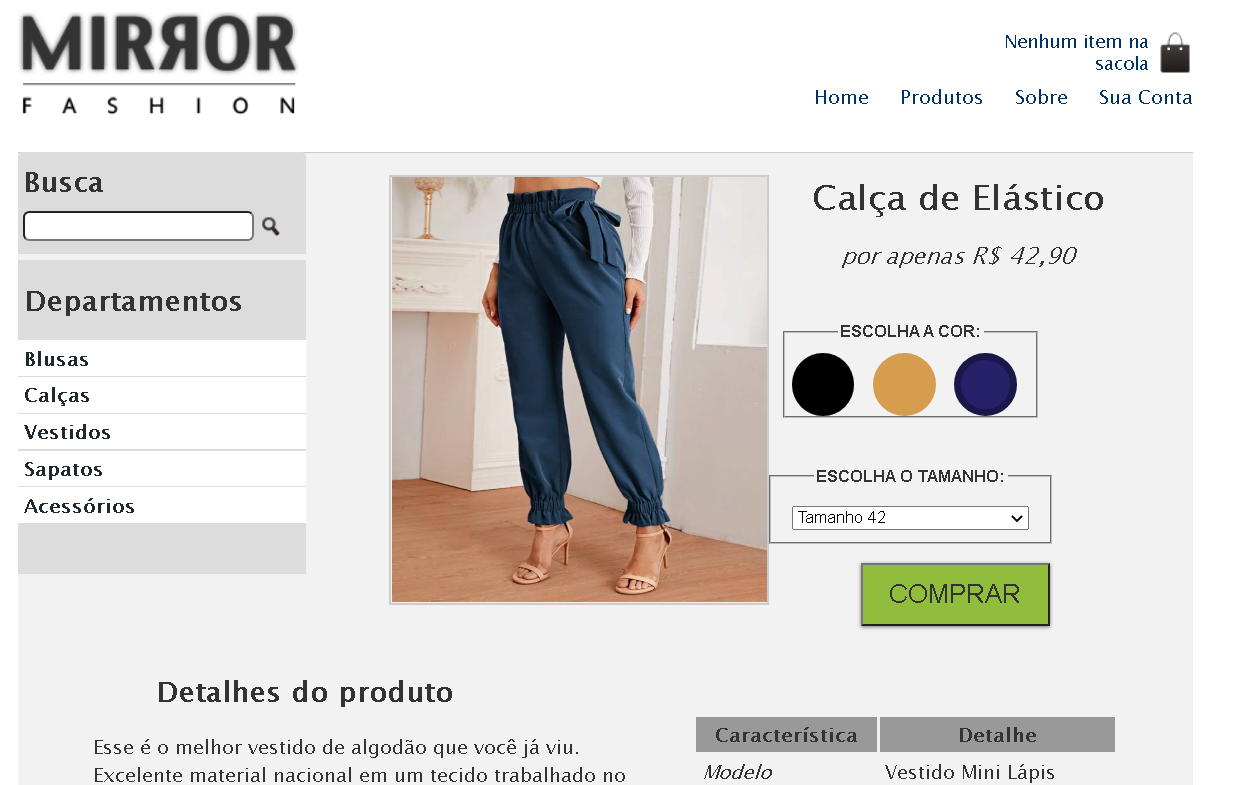 MIRROR
FASHION
Nenhum item na
sacola
Home Produtos Sobre Sua Conta
Busca
Departamentos
Blusas
Calças
Vestidos
Sapatos
Acessórios
Calça de Elástico
por apenas R$ 42,90
ESCOLHA A COR:
ESCOLHA O TAMANHO:
Tamanho 42
COMPRAR
Detalhes do produto
Esse é o melhor vestido de algodão que você já viu.
Excelente material nacional em um tecido trabalhado no
Característica Detalhe
Modelo Vestido Mini Lápis